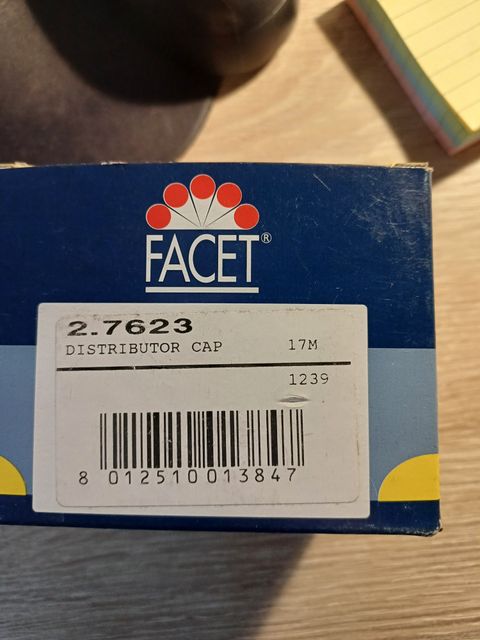 FACET®
2.7623
DISTRIBUTOR CAP 17M
1239
8 012510 013847